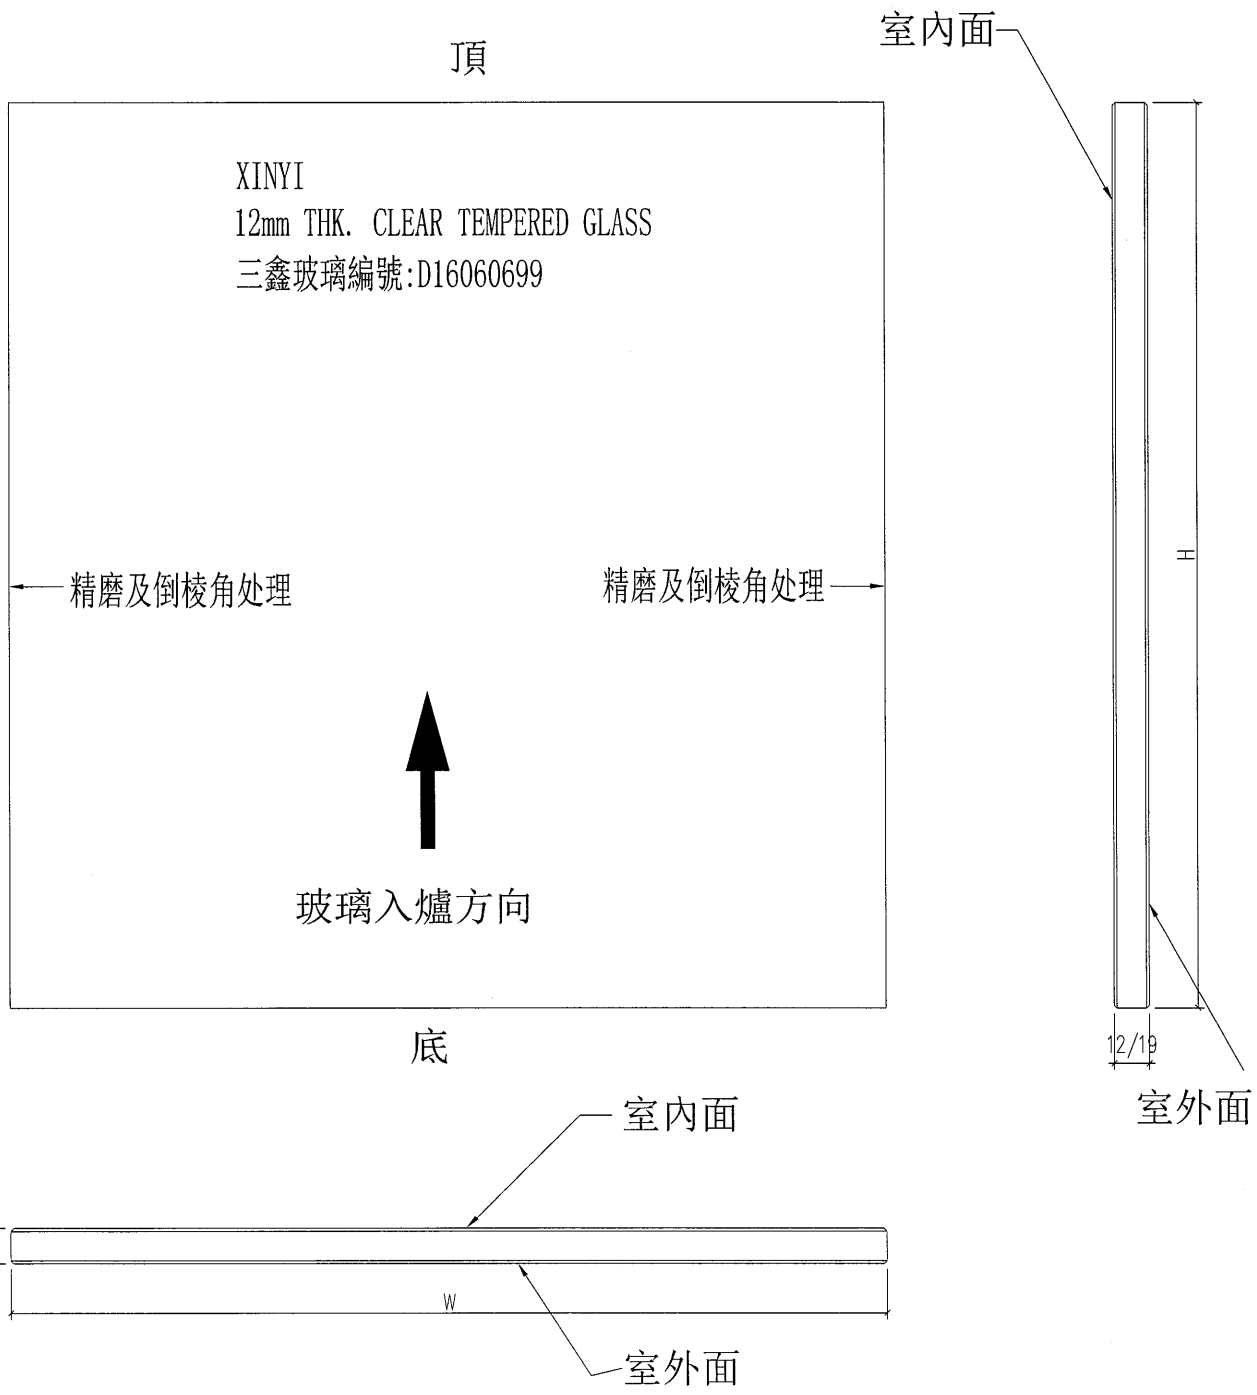 室內面
頂
XINYI
12mm THK. CLEAR TEMPERED GLASS
三鑫玻璃編號:D16060699
H
精磨及倒棱角处理
精磨及倒棱角处理
玻璃入爐方向
底
12/19
室外面
室內面
W
室外面